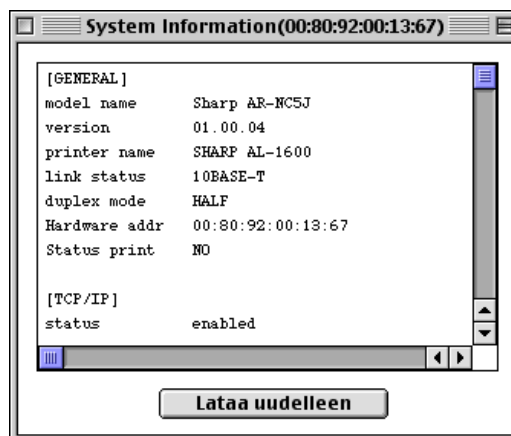 System Information(00:80:92:00:13:67)
[GENERAL]
model name Sharp AR-NC5J
version 01.00.04
printer name SHARP AL-1600
link status 10BASE-T
duplex mode HALF
Hardware addr 00:80:92:00:13:67
Status print NO
[TCP/IP]
status enabled
Lataa uudelleen